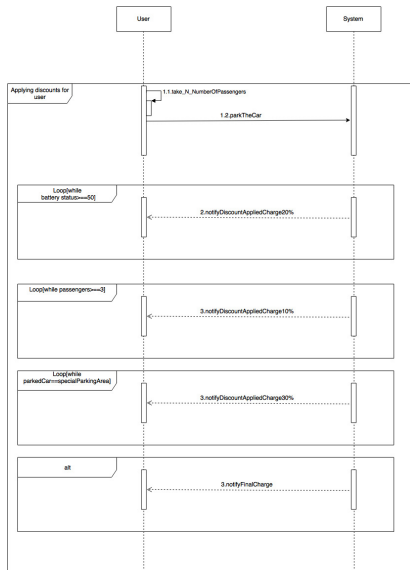 User
System
Applying discounts for
user
1.1.take_N_NumberOfPassengers
1.2.parkTheCar
Loop[while
battery status>==50]
2.notifyDiscountAppliedCharge20%
Loop[while passengers>==3]
3.notifyDiscountAppliedCharge10%
Loop[while
parkedCar==specialParkingArea]
3.notifyDiscountAppliedCharge30%
alt
3.notifyFinalCharge